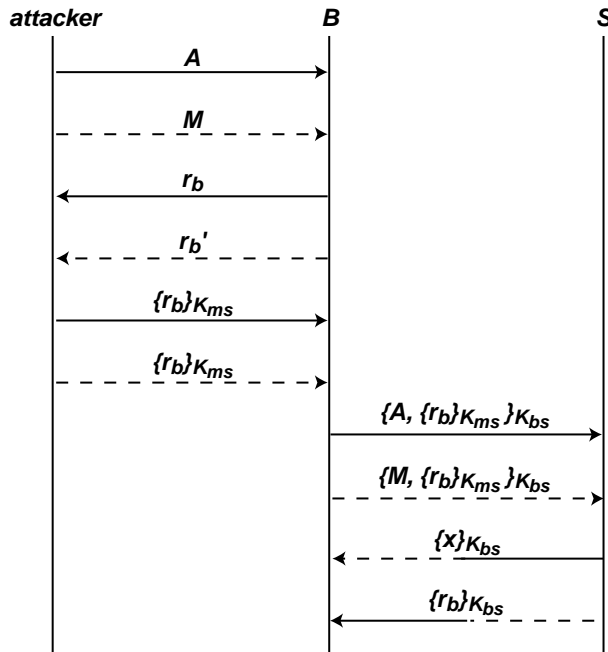 attacker B S
A
M
r_b
r_b'
{r_b}K_ms
{r_b}K_ms
{A, {r_b}K_ms}K_bs
{M, {r_b}K_ms}K_bs
{x}K_bs
{r_b}K_bs